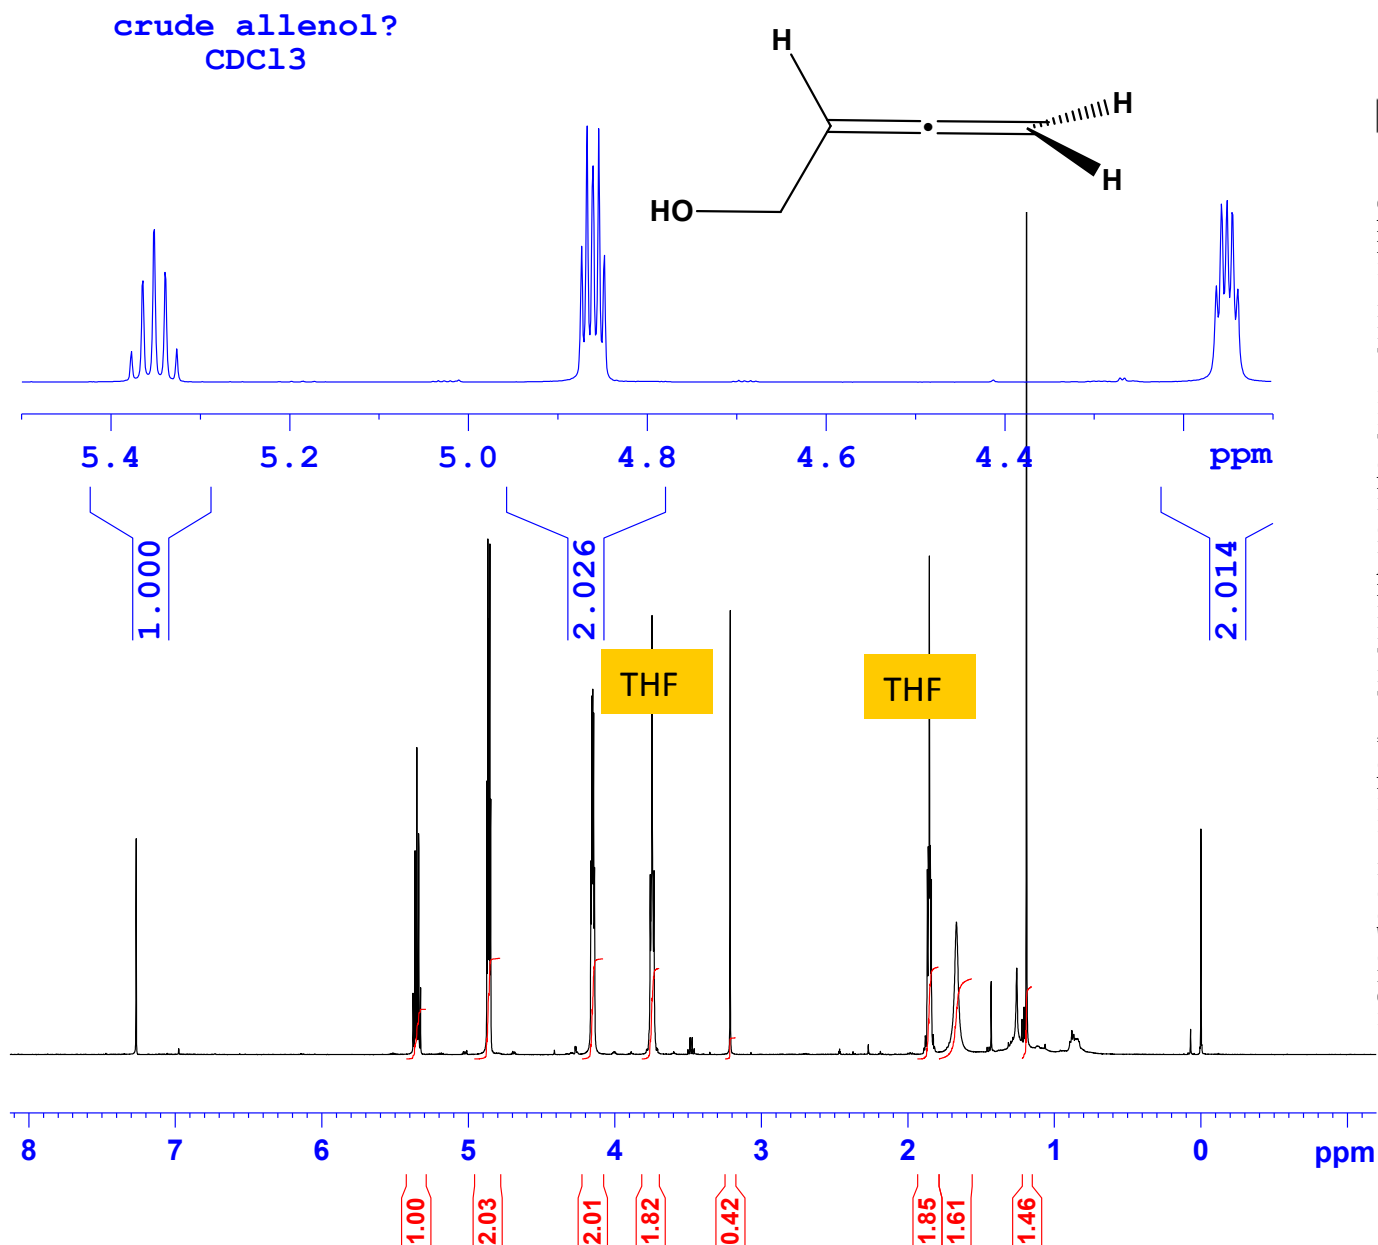 crude allenol?
CDCl3
H
H
H
HO
5.4 5.2 5.0 4.8 4.6 4.4 ppm
1.000
2.026
2.014
THF
THF
8 7 6 5 4 3 2 1 0 ppm
1.00
2.03
2.01
1.82
0.42
1.85
1.61
1.46